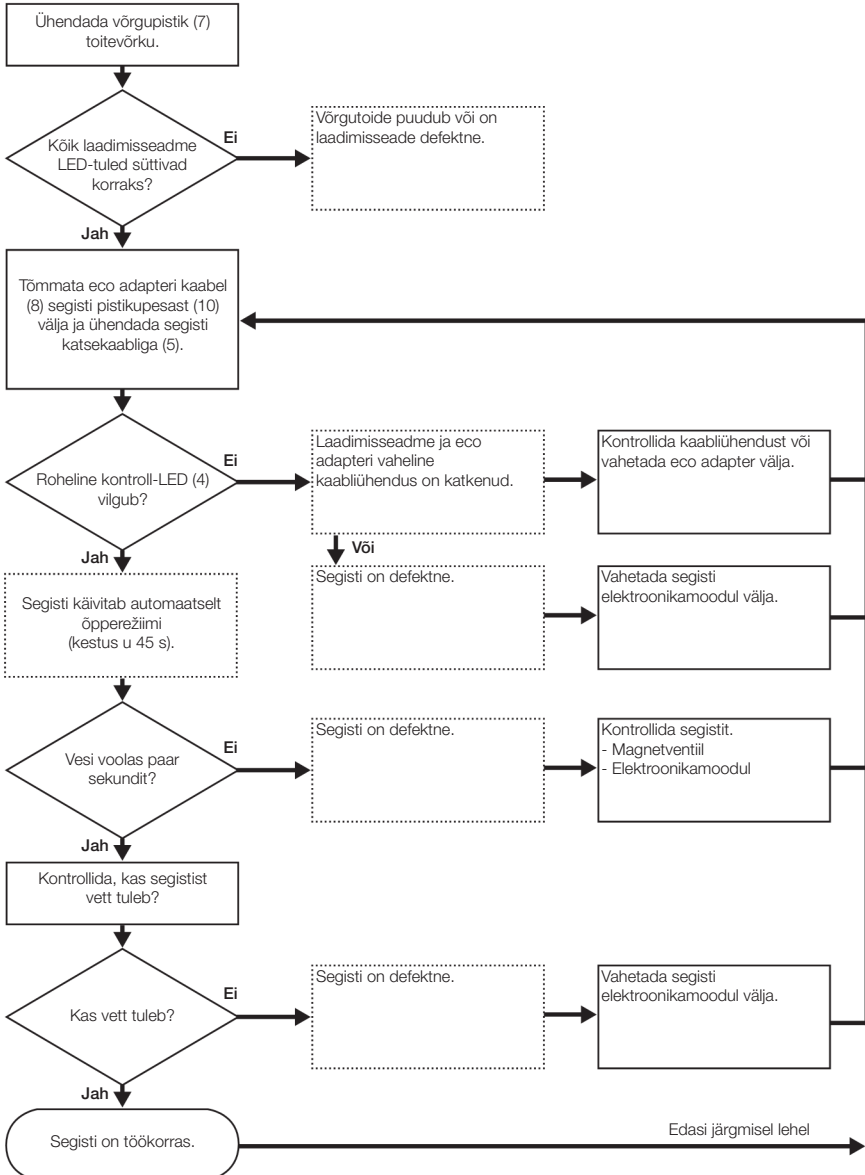 Ühendada võrgupistik (7)
toitevõrku.
Kõik laadimisseadme
LED-tuled süttivad
korraks?
Ei
Võrgutoide puudub või on
laadimisseade defektne.
Jah
Tõmmata eco adapteri kaabel
(8) segisti pistikupesast (10)
välja ja ühendada segisti
katsekaabliga (5).
Roheline kontroll-LED (4)
vilgub?
Ei
Laadimisseadme ja eco
adapteri vaheline
kaabliühendus on katkenud.
Kontrollida kaabliühendust või
vahetada eco adapter välja.
Või
Segisti on defektne.
Vahetada segisti
elektroonikamoodul välja.
Jah
Segisti käivitab automaatselt
õpperežiimi
(kestus u 45 s).
Vesi voolas paar
sekundit?
Ei
Segisti on defektne.
Kontrollida segistit.
- Magnetventiil
- Elektroonikamoodul
Jah
Kontrollida, kas segistist
vett tuleb?
Kas vett tuleb?
Ei
Segisti on defektne.
Vahetada segisti
elektroonikamoodul välja.
Jah
Segisti on töökorras.
Edasi järgmisel lehel